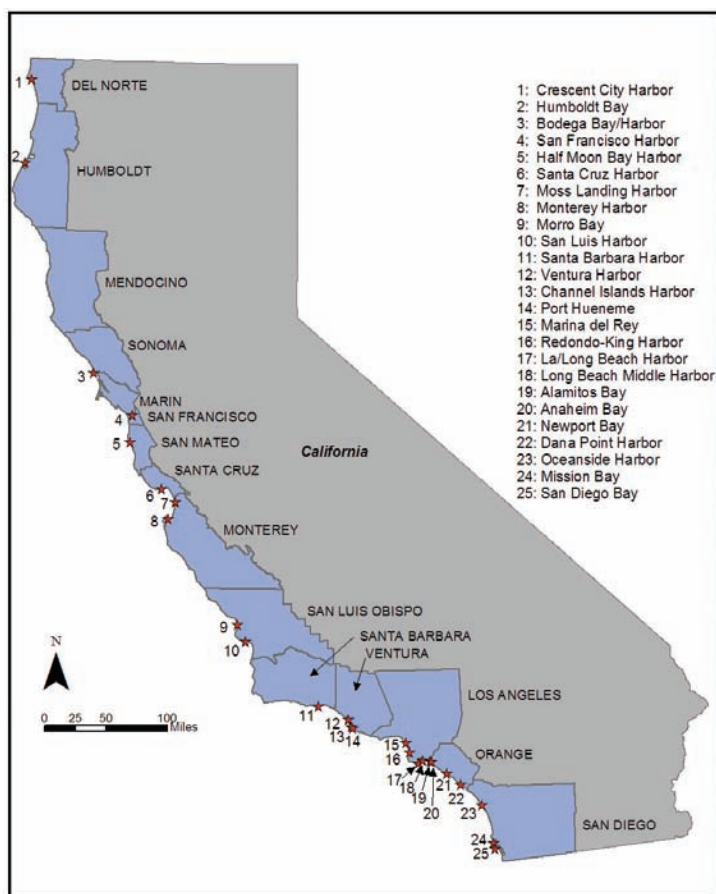 1
DEL NORTE
2
HUMBOLDT
MENDOCINO
SONOMA
3
MARIN
4
SAN FRANCISCO
5
SAN MATEO
SANTA CRUZ
6
7
8
MONTEREY
California
SAN LUIS OBISPO
9
SANTA BARBARA
10
VENTURA
N
LOS ANGELES
11
12
13
14
0 25 50 100 150 200
Miles
15
ORANGE
16
17
18
19
20
21
22
23
SAN DIEGO
24
25
1: Crescent City Harbor
2: Humboldt Bay
3: Bodega Bay/Harbor
4: San Francisco Harbor
5: Half Moon Bay Harbor
6: Santa Cruz Harbor
7: Moss Landing Harbor
8: Monterey Harbor
9: Morro Bay
10: San Luis Harbor
11: Santa Barbara Harbor
12: Ventura Harbor
13: Channel Islands Harbor
14: Port Hueneme
15: Marina del Rey
16: Redondo-King Harbor
17: La/Long Beach Harbor
18: Long Beach Middle Harbor
19: Alamitos Bay
20: Anaheim Bay
21: Newport Bay
22: Dana Point Harbor
23: Oceanside Harbor
24: Mission Bay
25: San Diego Bay